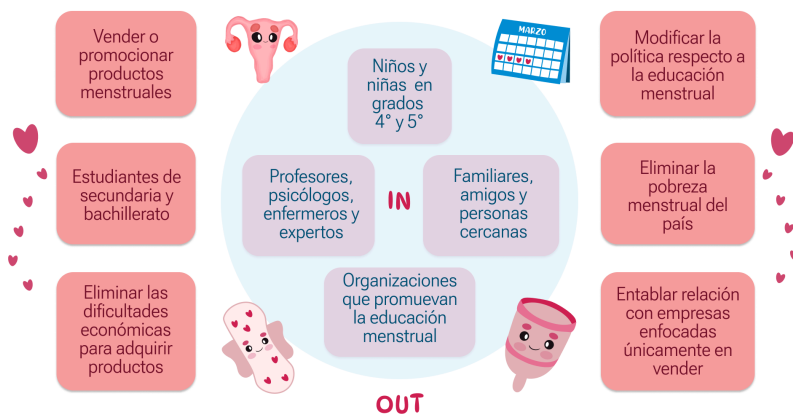 Vender o
promocionar
productos
menstruales
Estudiantes de
secundaria y
bachillerato
Eliminar las
dificultades
económicas
para adquirir
productos
Niños y
niñas en
grados
4° y 5°
Profesores,
psicólogos,
enfermeros y
expertos
IN
Familiares,
amigos y
personas
cercanas
Organizaciones
que promuevan
la educación
menstrual
OUT
MARZO
Modificar la
política respecto a
la educación
menstrual
Eliminar la
pobreza
menstrual del
país
Entablar relación
con empresas
enfocadas
únicamente en
vender